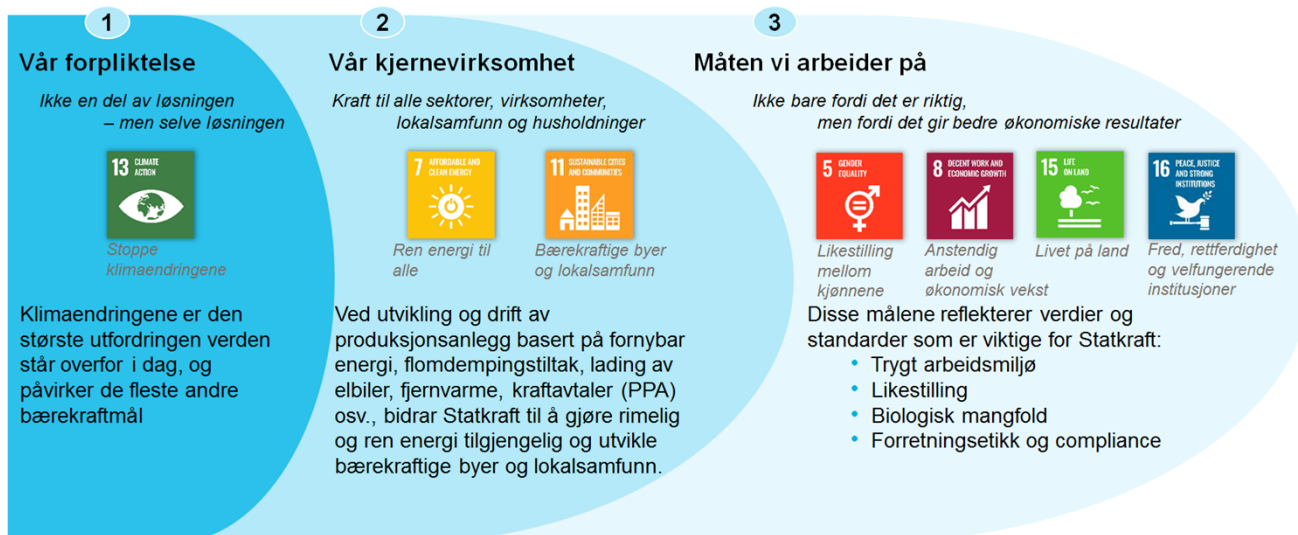 1
Vår forpliktelse
Ikke en del av løsningen
– men selve løsningen
13 CLIMATE
ACTION
Stoppe
klimaendringene
Klimaendringene er den
største utfordringen verden
står overfor i dag, og
påvirker de fleste andre
bærekraftmål
2
Vår kjernevirksomhet
Kraft til alle sektorer, virksomheter,
lokalsamfunn og husholdninger
7 AFFORDABLE AND
CLEAN ENERGY
Ren energi til
alle
11 SUSTAINABLE CITIES
AND COMMUNITIES
Bærekraftige byer
og lokalsamfunn
Ved utvikling og drift av
produksjonsanlegg basert på fornybar
energi, flomdempingstiltak, lading av
elbiler, fjernvarme, kraftavtaler (PPA)
osv., bidrar Statkraft til å gjøre rimelig
og ren energi tilgjengelig og utvikle
bærekraftige byer og lokalsamfunn.
3
Måten vi arbeider på
Ikke bare fordi det er riktig,
men fordi det gir bedre økonomiske resultater
5 GENDER
EQUALITY
Likestilling
mellom
kjønnene
8 DECENT WORK AND
ECONOMIC GROWTH
Anstendig
arbeid og
økonomisk vekst
15 LIFE
ON LAND
Livet på land
16 PEACE, JUSTICE
AND STRONG
INSTITUTIONS
Fred, rettferdighet
og velfungerende
institusjoner
Disse målene reflekterer verdier og
standarder som er viktige for Statkraft:
• Trygt arbeidsmiljø
• Likestilling
• Biologisk mangfold
• Forretningsetikk og compliance